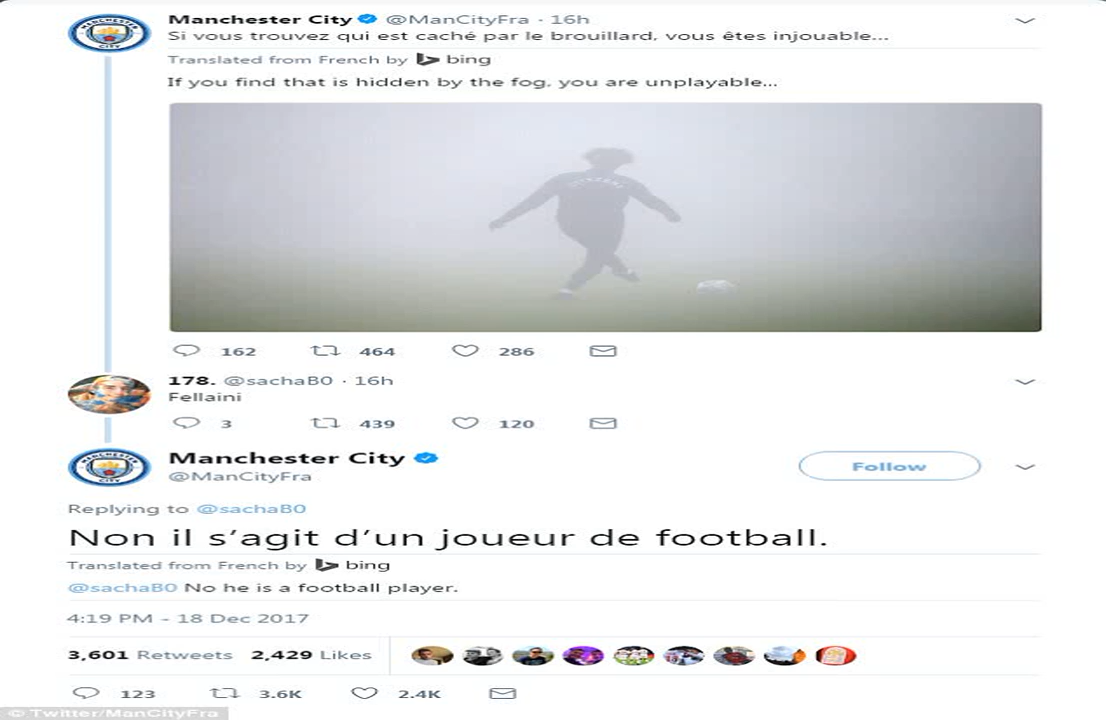 Manchester City @ManCityFra · 16h
Si vous trouvez qui est caché par le brouillard, vous êtes injouable...
Translated from French by bing
If you find that is hidden by the fog, you are unplayable...
162 464 286
178. @sachaB0 · 16h
Fellaini
3 439 120
Manchester City
@ManCityFra
Follow
Replying to @sachaB0
Non il s’agit d’un joueur de football.
Translated from French by bing
@sachaB0 No he is a football player.
4:19 PM - 18 Dec 2017
3,601 Retweets 2,429 Likes
123 3.6K 2.4K
© Twitter/ManCityFra